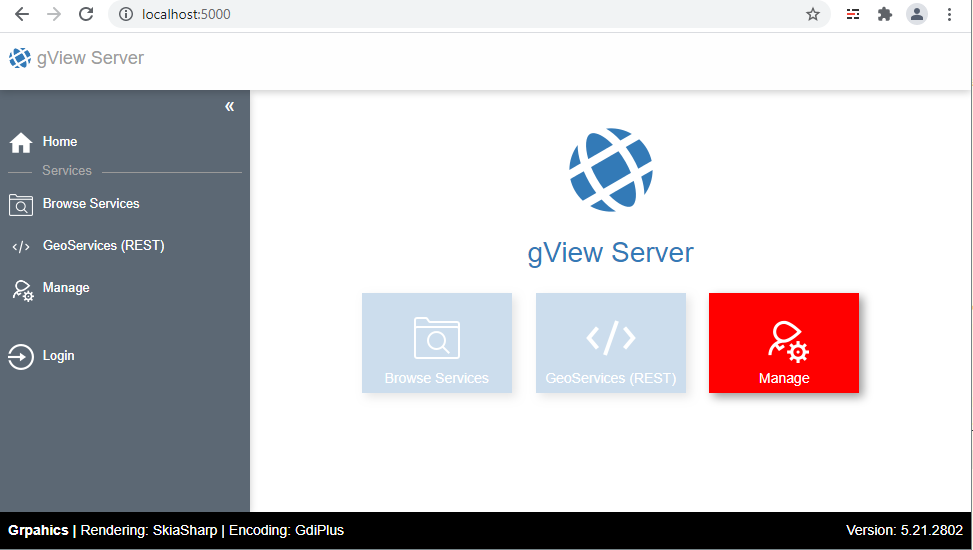 localhost:5000
gView Server
«
Home
Services
Browse Services
</> GeoServices (REST)
Manage
Login
gView Server
Browse Services
</> GeoServices (REST)
Manage
Grpahics | Rendering: SkiaSharp | Encoding: GdiPlus
Version: 5.21.2802